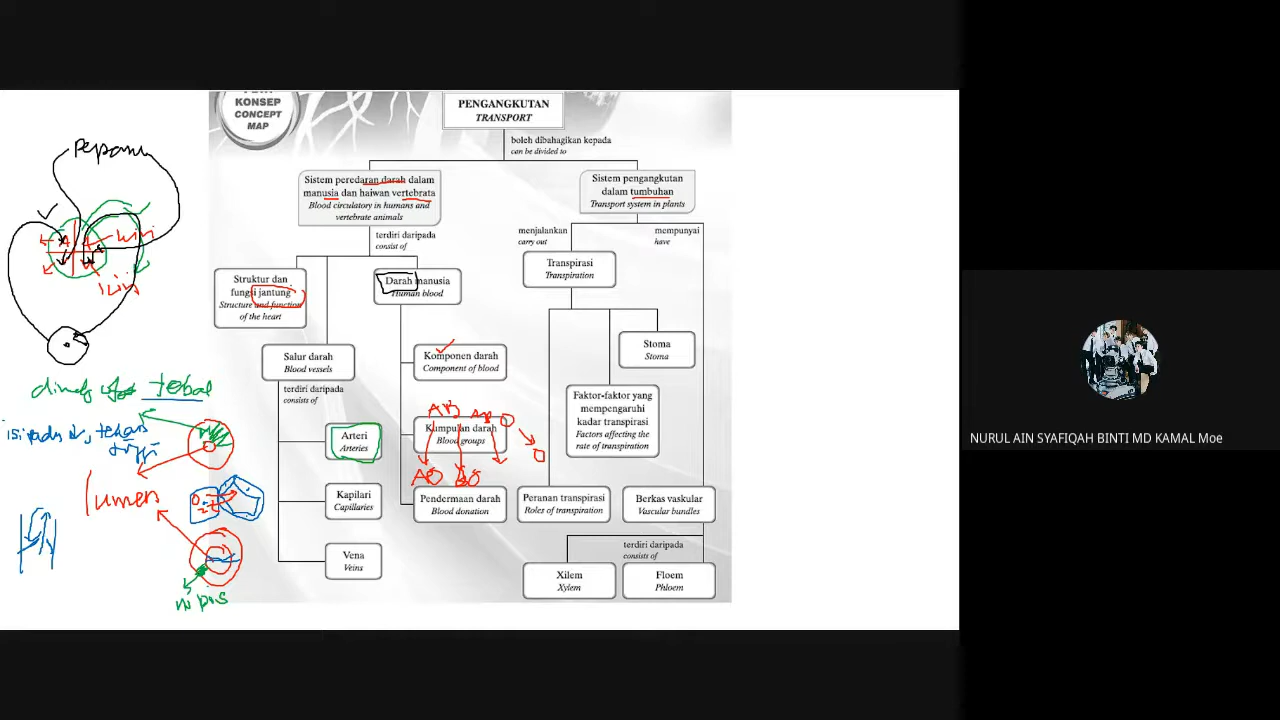 KONSEP
CONCEPT
MAP
PENGANGKUTAN
TRANSPORT
boleh dibahagikan kepada
can be divided to
Sistem peredaran darah dalam
manusia dan haiwan vertebrata
Blood circulatory in humans and
vertebrate animals
Sistem pengangkutan
dalam tumbuhan
Transport system in plants
terdiri daripada
consist of
menjalankan
carry out
mempunyai
have
Struktur dan
fungsi jantung
Structure and function
of the heart
Darah manusia
Human blood
Transpirasi
Transpiration
Salur darah
Blood vessels
Komponen darah
Component of blood
Stoma
Stoma
terdiri daripada
consists of
Arteri
Arteries
Kumpulan darah
Blood groups
Faktor-faktor yang
mempengaruhi
kadar transpirasi
Factors affecting the
rate of transpiration
Kapilari
Capillaries
Pendermaan darah
Blood donation
Peranan transpirasi
Roles of transpiration
Berkas vaskular
Vascular bundles
Vena
Veins
terdiri daripada
consists of
Xilem
Xylem
Floem
Phloem
kiri
tebal
lumen
nipis
AB
O
O
NURUL AIN SYAFIQAH BINTI MD KAMAL Moe